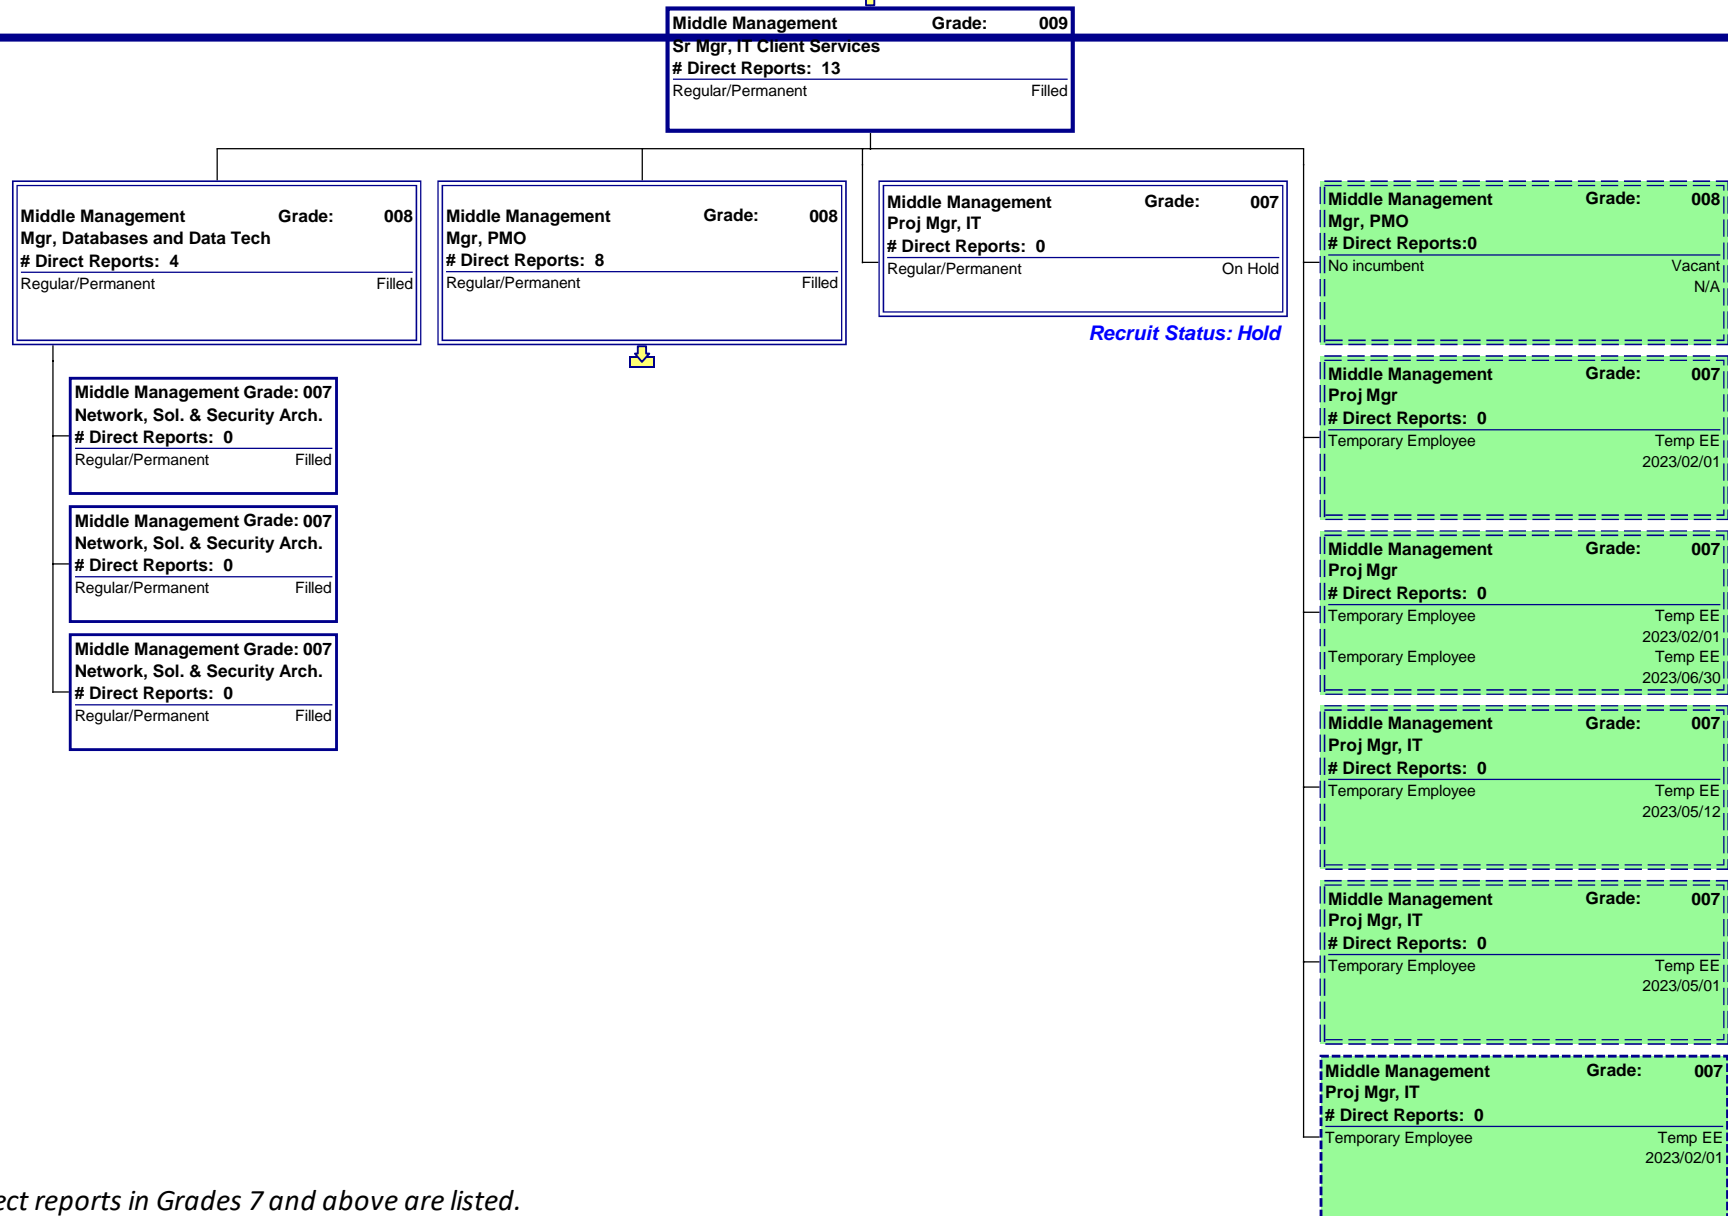 Middle Management Grade: 009
Sr Mgr, IT Client Services
# Direct Reports: 13
Regular/Permanent Filled
Middle Management Grade: 008
Mgr, Databases and Data Tech
# Direct Reports: 4
Regular/Permanent Filled
Middle Management Grade: 008
Mgr, PMO
# Direct Reports: 8
Regular/Permanent Filled
Middle Management Grade: 007
Proj Mgr, IT
# Direct Reports: 0
Regular/Permanent On Hold
Recruit Status: Hold
Middle Management Grade: 007
Network, Sol. & Security Arch.
# Direct Reports: 0
Regular/Permanent Filled
Middle Management Grade: 007
Network, Sol. & Security Arch.
# Direct Reports: 0
Regular/Permanent Filled
Middle Management Grade: 007
Network, Sol. & Security Arch.
# Direct Reports: 0
Regular/Permanent Filled
Middle Management Grade: 008
Mgr, PMO
# Direct Reports:0
No incumbent Vacant
N/A
Middle Management Grade: 007
Proj Mgr
# Direct Reports: 0
Temporary Employee Temp EE
2023/02/01
Middle Management Grade: 007
Proj Mgr
# Direct Reports: 0
Temporary Employee Temp EE
2023/02/01
Temporary Employee Temp EE
2023/06/30
Middle Management Grade: 007
Proj Mgr, IT
# Direct Reports: 0
Temporary Employee Temp EE
2023/05/12
Middle Management Grade: 007
Proj Mgr, IT
# Direct Reports: 0
Temporary Employee Temp EE
2023/05/01
Middle Management Grade: 007
Proj Mgr, IT
# Direct Reports: 0
Temporary Employee Temp EE
2023/02/01
ect reports in Grades 7 and above are listed.